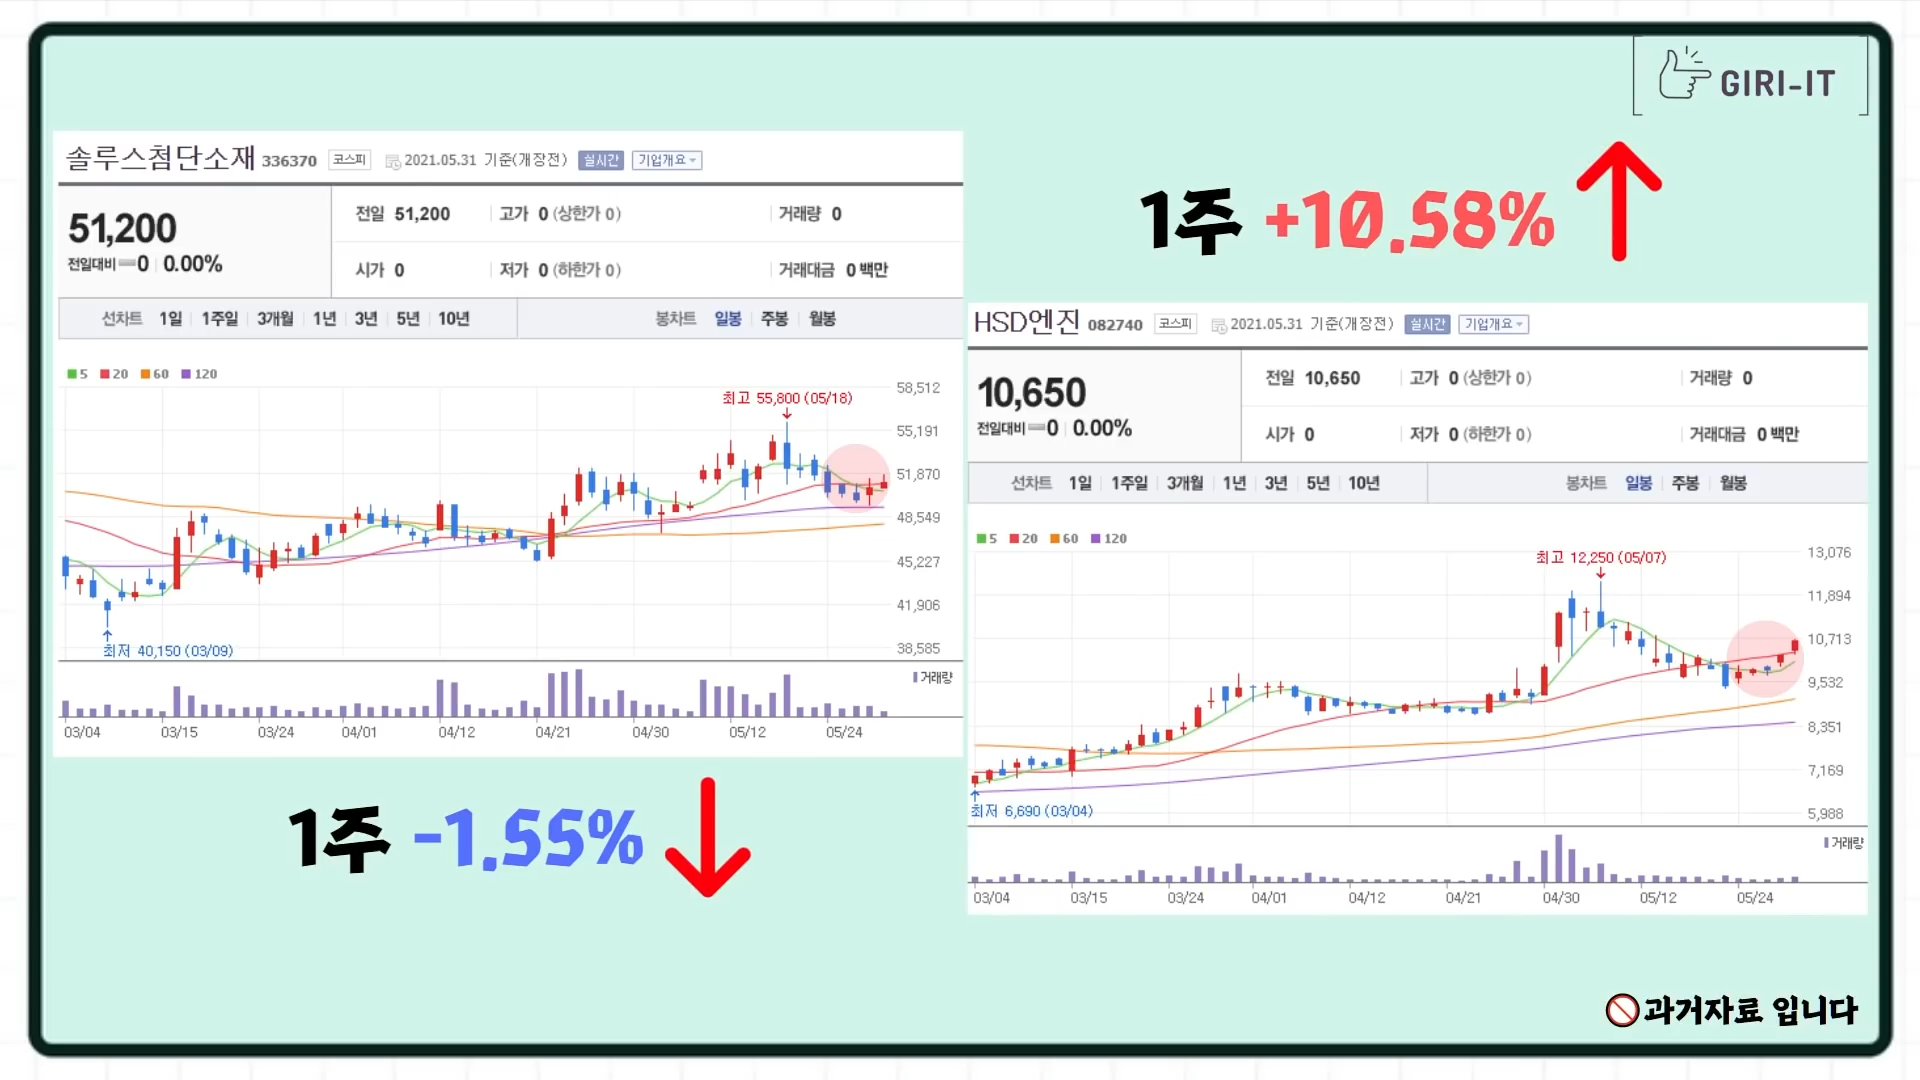 GIRI-IT
솔루스첨단소재 336370 코스피 2021.05.31 기준(개장전) 실시간 기업개요
51,200
전일대비 0 0.00%
전일 51,200 고가 0 (상한가 0) 거래량 0
시가 0 저가 0 (하한가 0) 거래대금 0 백만
선차트 1일 1주일 3개월 1년 3년 5년 10년 봉차트 일봉 주봉 월봉
5 20 60 120
최고 55,800 (05/18)
최저 40,150 (03/09)
58,512
55,191
51,870
48,549
45,227
41,906
38,585
거래량
03/04 03/15 03/24 04/01 04/12 04/21 04/30 05/12 05/24
1주 -1.55%
1주 +10.58%
HSD엔진 082740 코스피 2021.05.31 기준(개장전) 실시간 기업개요
10,650
전일대비 0 0.00%
전일 10,650 고가 0 (상한가 0) 거래량 0
시가 0 저가 0 (하한가 0) 거래대금 0 백만
선차트 1일 1주일 3개월 1년 3년 5년 10년 봉차트 일봉 주봉 월봉
5 20 60 120
최고 12,250 (05/07)
최저 6,690 (03/04)
13,076
11,894
10,713
9,532
8,351
7,169
5,988
거래량
03/04 03/15 03/24 04/01 04/12 04/21 04/30 05/12 05/24
과거자료 입니다